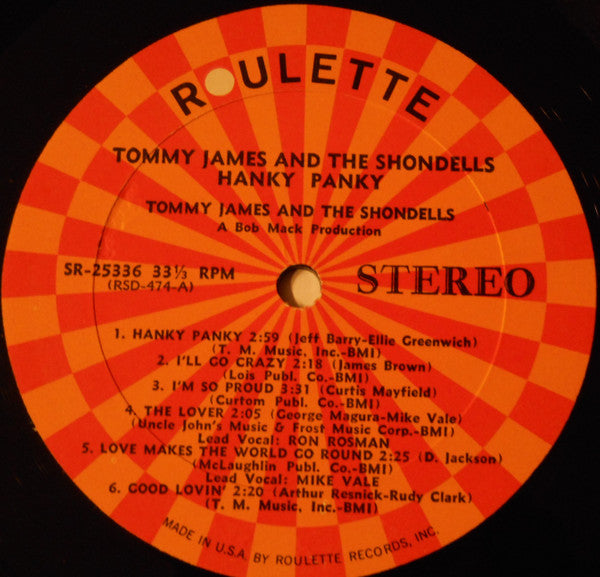 ROULETTE
TOMMY JAMES AND THE SHONDELLS
HANKY PANKY
TOMMY JAMES AND THE SHONDELLS
A Bob Mack Production
SR-25336 33⅓ RPM
(RSD-474-A)
STEREO
1. HANKY PANKY 2:59 (Jeff Barry-Ellie Greenwich)
(T. M. Music, Inc.-BMI)
2. I'LL GO CRAZY 2:18 (James Brown)
(Lois Publ. Co.-BMI)
3. I'M SO PROUD 3:31 (Curtis Mayfield)
(Curtom Publ. Co.-BMI)
4. THE LOVER 2:05 (George Magura-Mike Vale)
(Uncle John's Music & Frost Music Corp.-BMI)
Lead Vocal: RON ROSMAN
5. LOVE MAKES THE WORLD GO ROUND 2:25 (D. Jackson)
(McLaughlin Publ. Co.-BMI)
Lead Vocal: MIKE VALE
6. GOOD LOVIN' 2:20 (Arthur Resnick-Rudy Clark)
(T. M. Music, Inc.-BMI)
MADE IN U.S.A. BY ROULETTE RECORDS, INC.